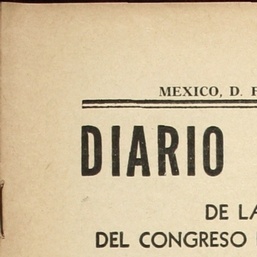 MEXICO, D.
DIARIO
DE LA
DEL CONGRESO